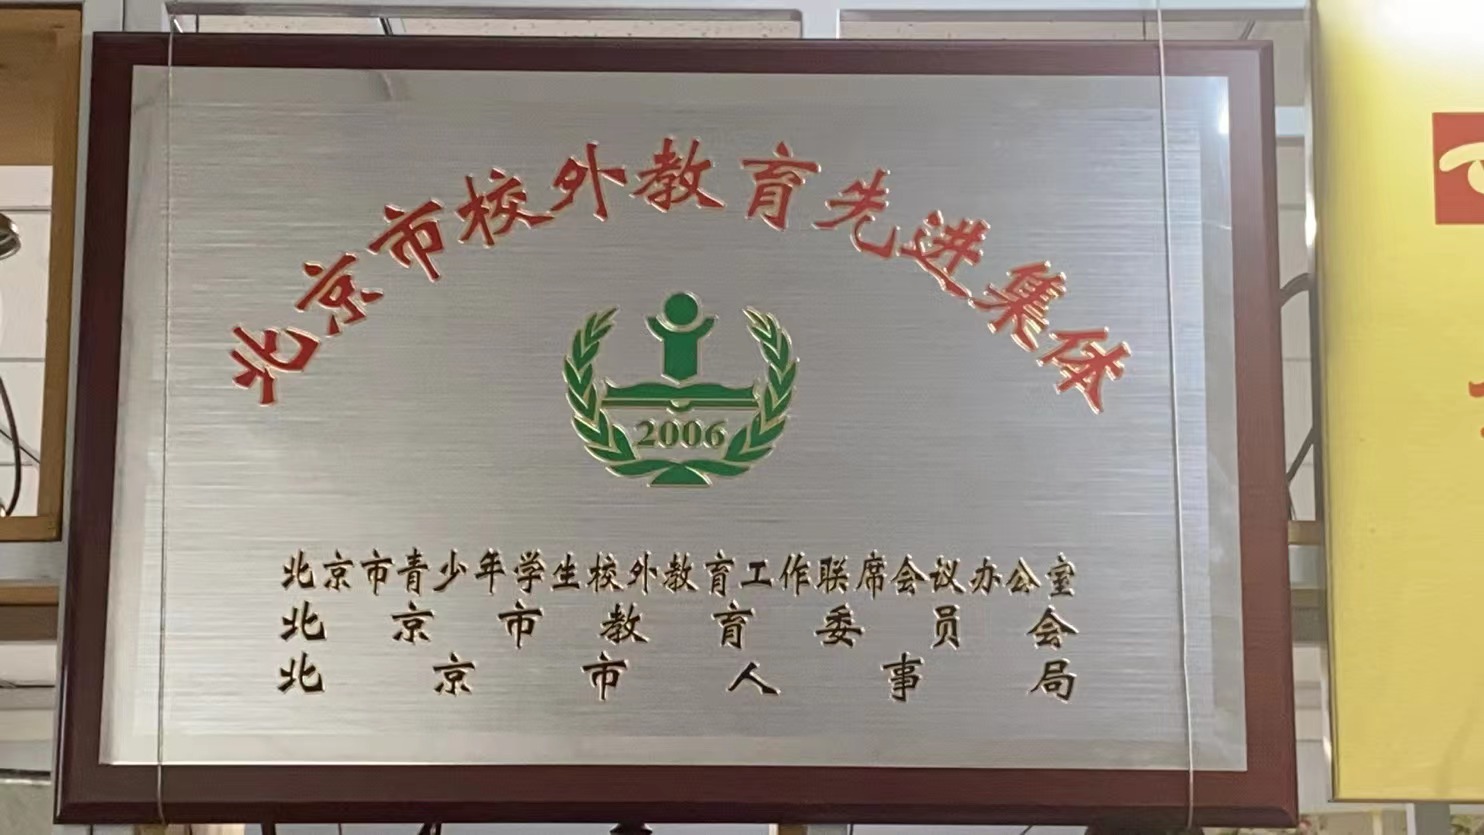 北京市校外教育先进集体
2006
北京市青少年学生校外教育工作联席会议办公室
北京市教育委员会
北京市人事局